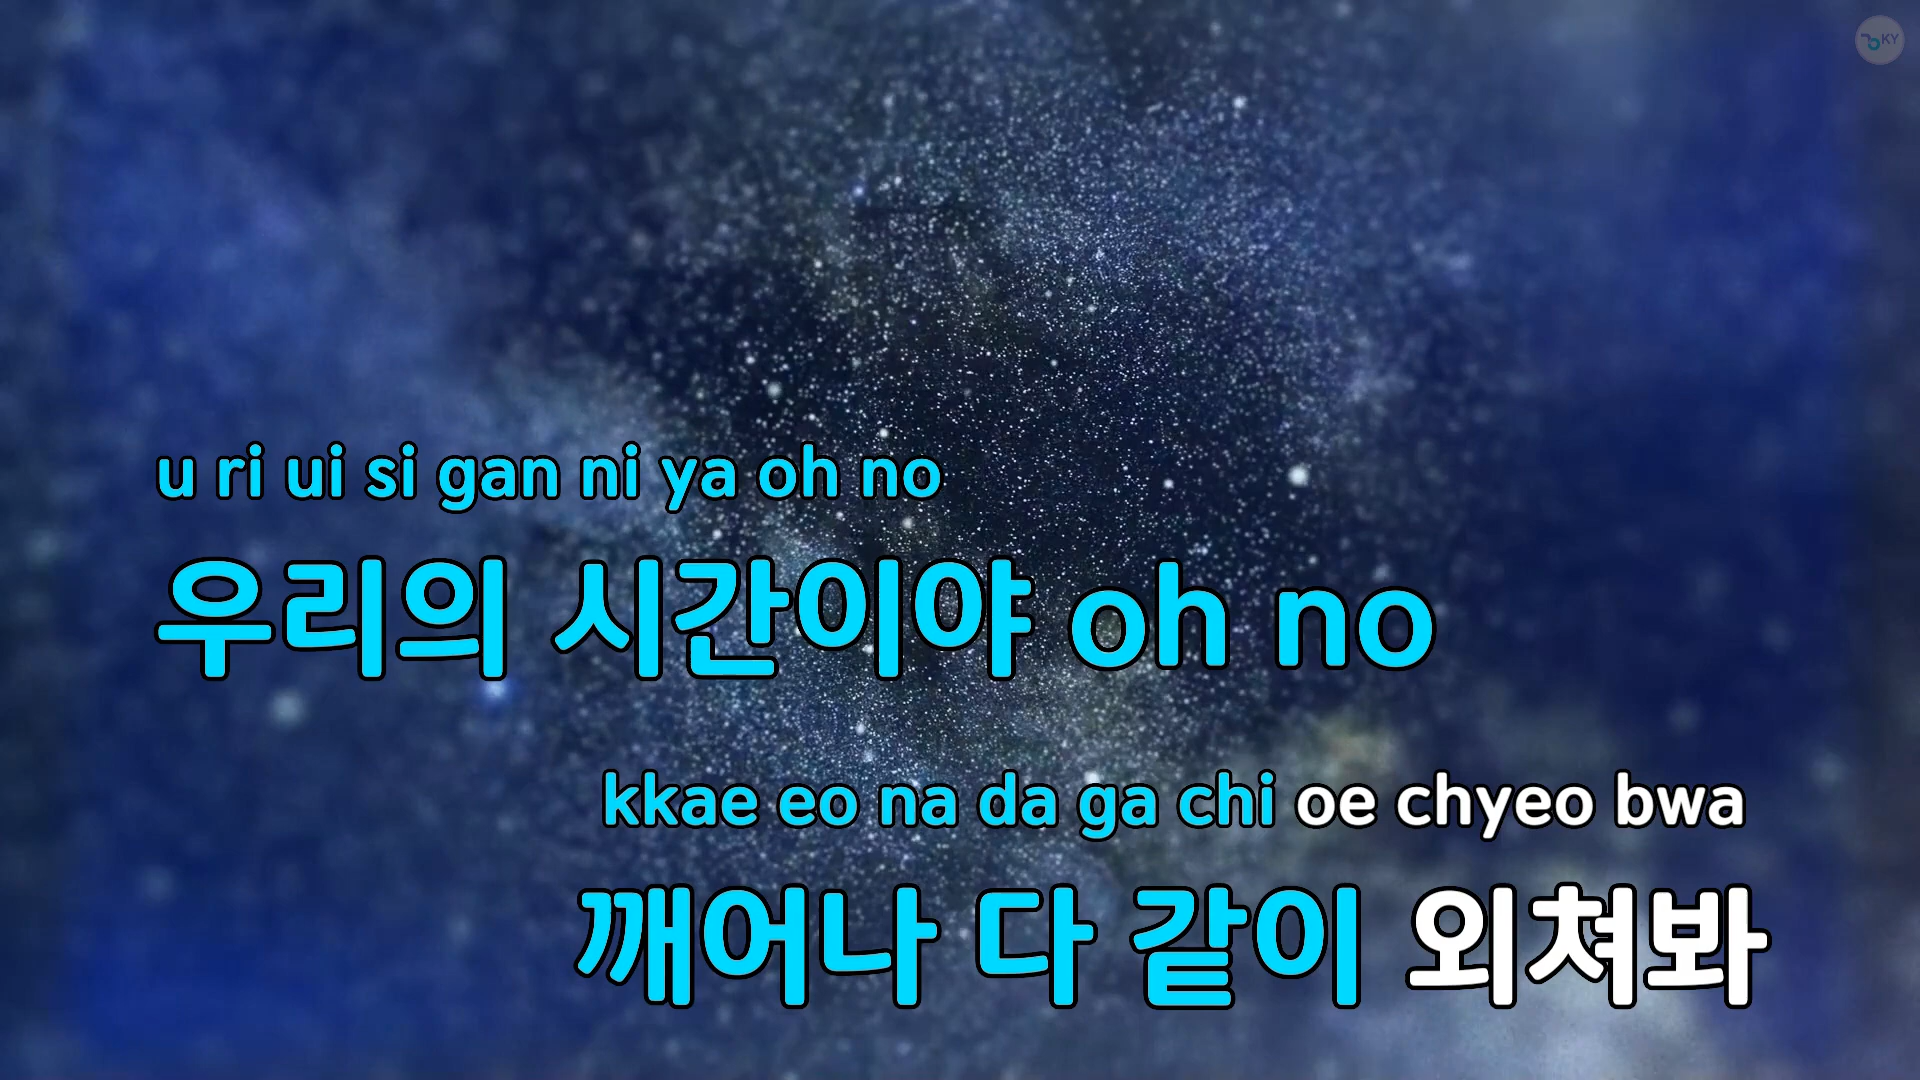 KY
u ri ui si gan ni ya oh no
우리의 시간이야 oh no
kkae eo na da ga chi oe chyeo bwa
깨어나 다 같이 외쳐봐